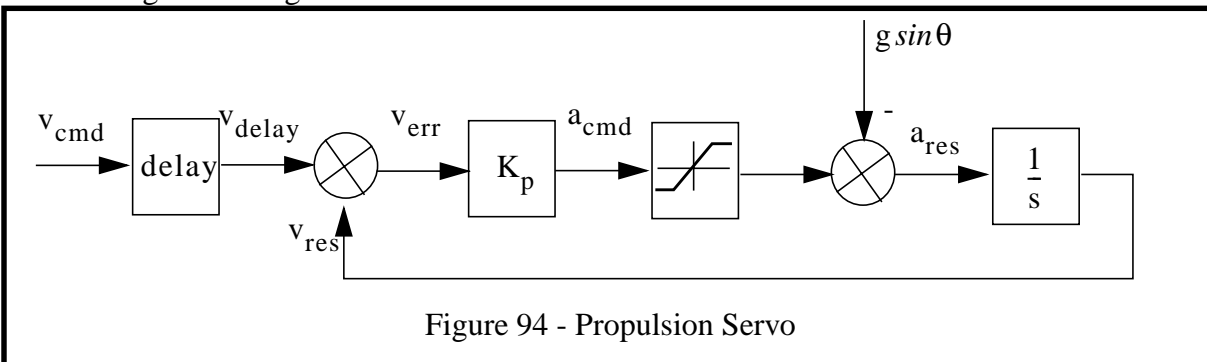 g sinθ
-
v_cmd
delay
v_delay
v_err
K_p
a_cmd
a_res
1
s
v_res
Figure 94 - Propulsion Servo